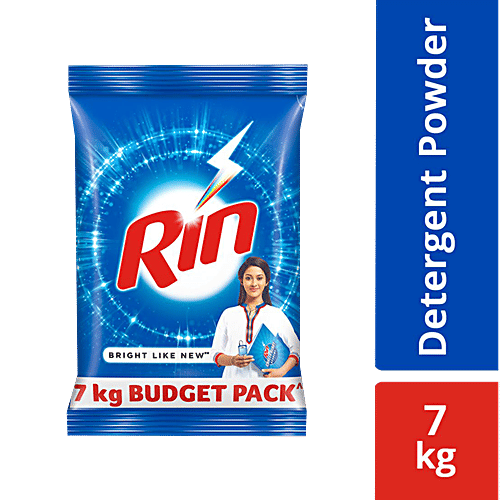 Rin
BRIGHT LIKE NEW™
7 kg BUDGET PACK^
Detergent Powder
7
kg